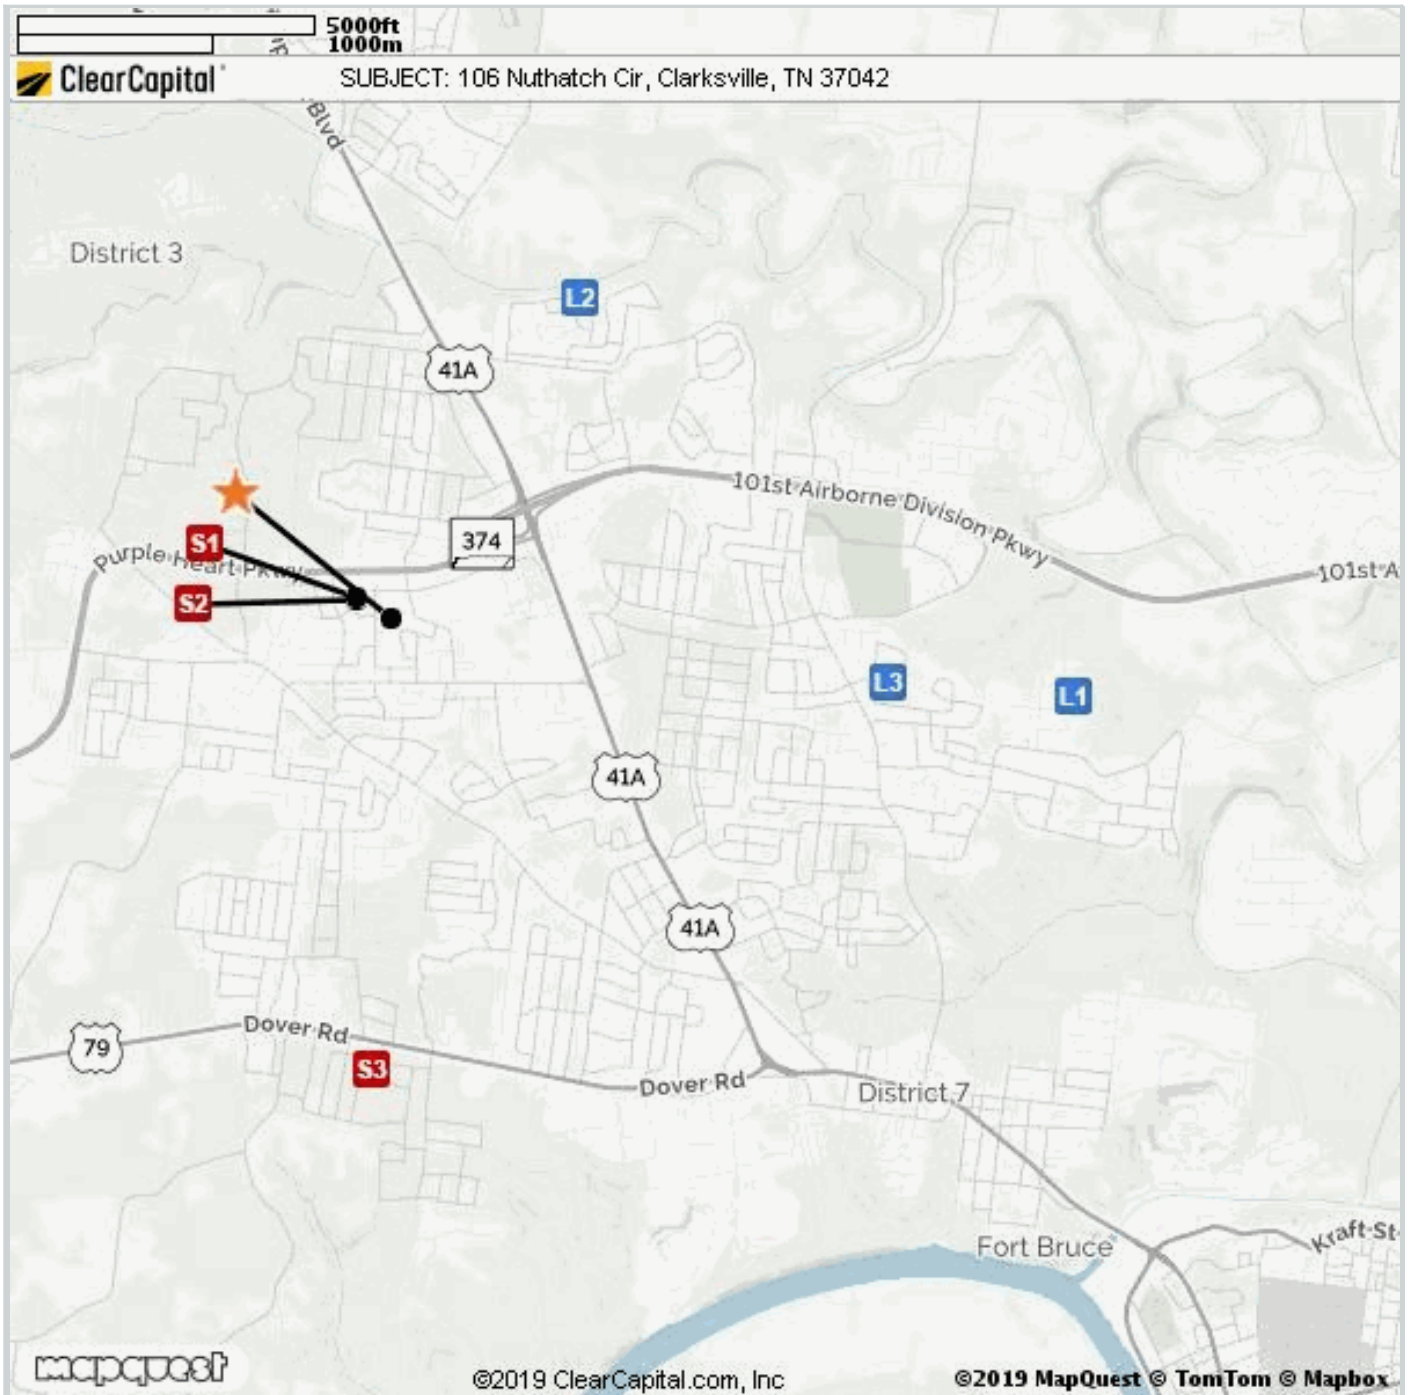 5000ft
1000m
ClearCapital
SUBJECT: 106 Nuthatch Cir, Clarksville, TN 37042
Blvd
District 3
L2
41A
101st Airborne Division Pkwy
S1
374
Purple Heart Pkwy
101st A
S2
L3
L1
41A
41A
Dover Rd
79
S3
Dover Rd
District 7
Fort Bruce
Kraft St
mapquest
©2019 ClearCapital.com, Inc
©2019 MapQuest © TomTom © Mapbox